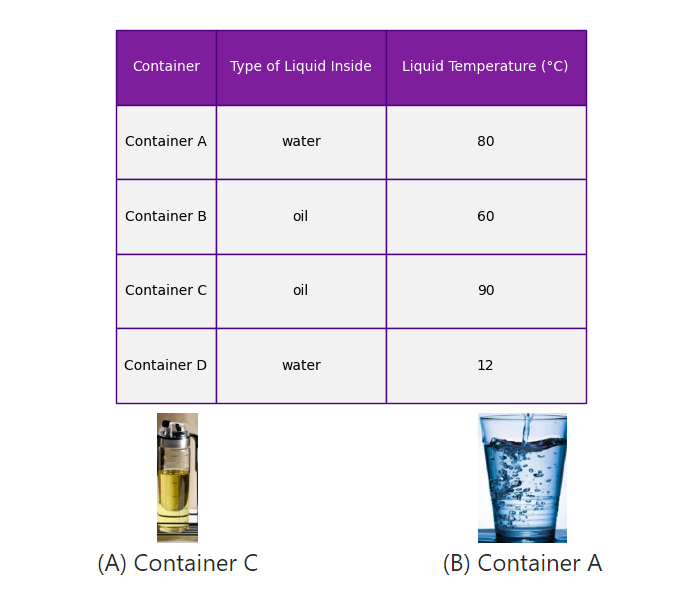 Container Type of Liquid Inside Liquid Temperature (°C)
Container A water 80
Container B oil 60
Container C oil 90
Container D water 12
(A) Container C (B) Container A